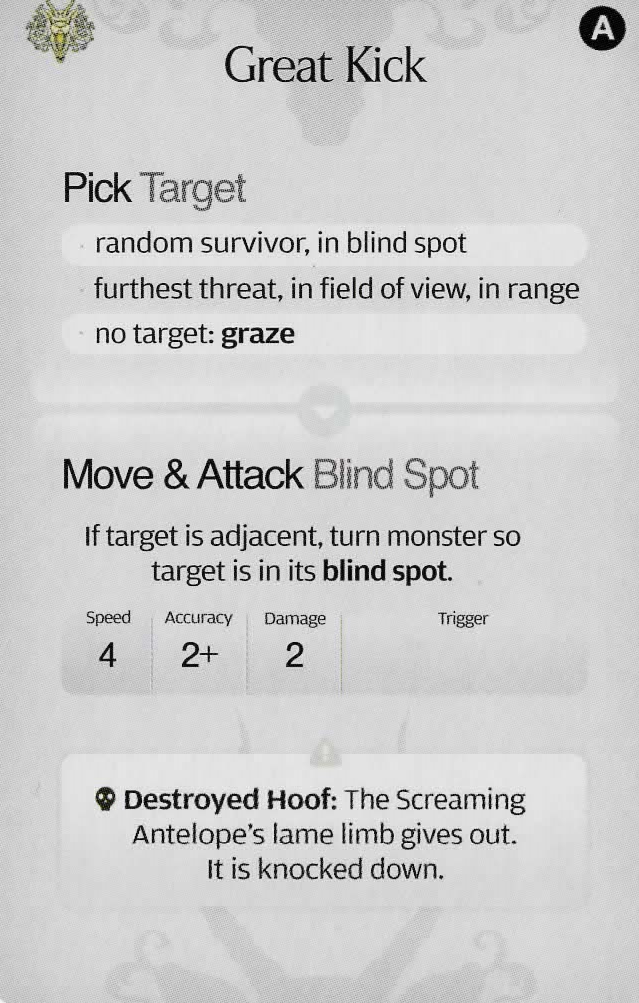 A
Great Kick
Pick Target
random survivor, in blind spot
furthest threat, in field of view, in range
no target: graze
Move & Attack Blind Spot
If target is adjacent, turn monster so
target is in its blind spot.
Speed Accuracy Damage Trigger
4 2+ 2
Destroyed Hoof: The Screaming
Antelope's lame limb gives out.
It is knocked down.